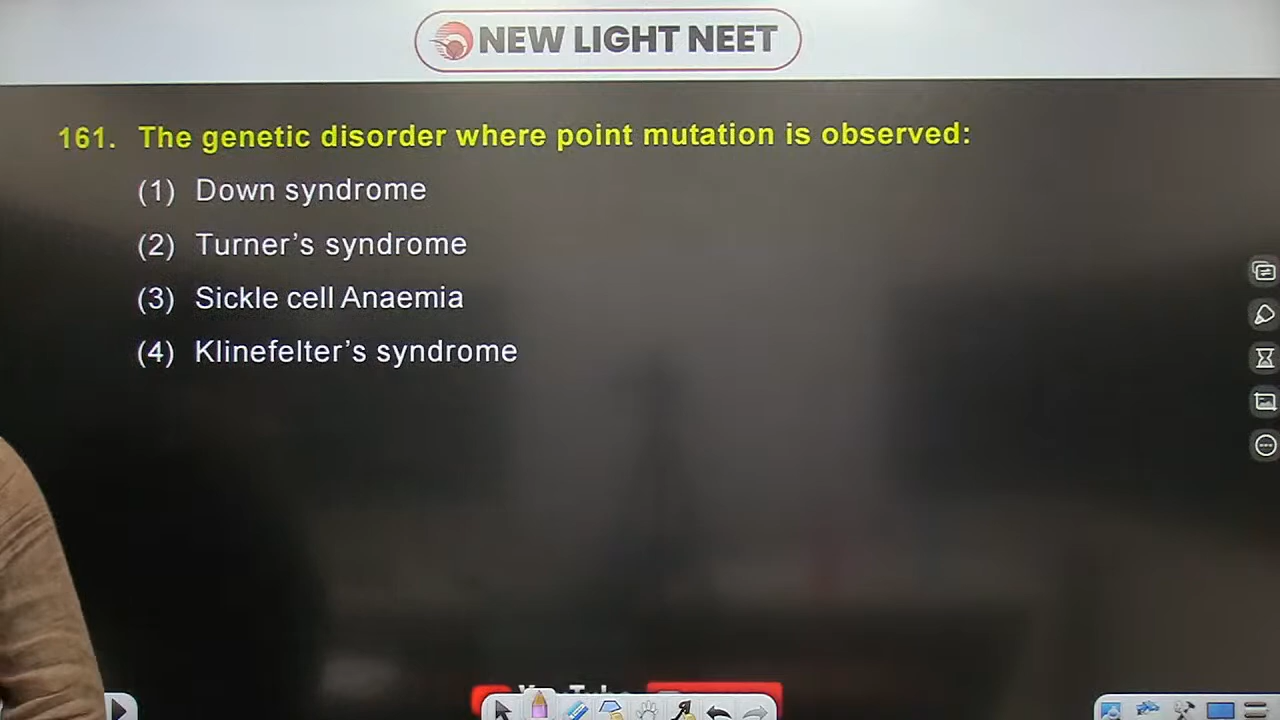 NEW LIGHT NEET
161. The genetic disorder where point mutation is observed:
(1) Down syndrome
(2) Turner's syndrome
(3) Sickle cell Anaemia
(4) Klinefelter's syndrome